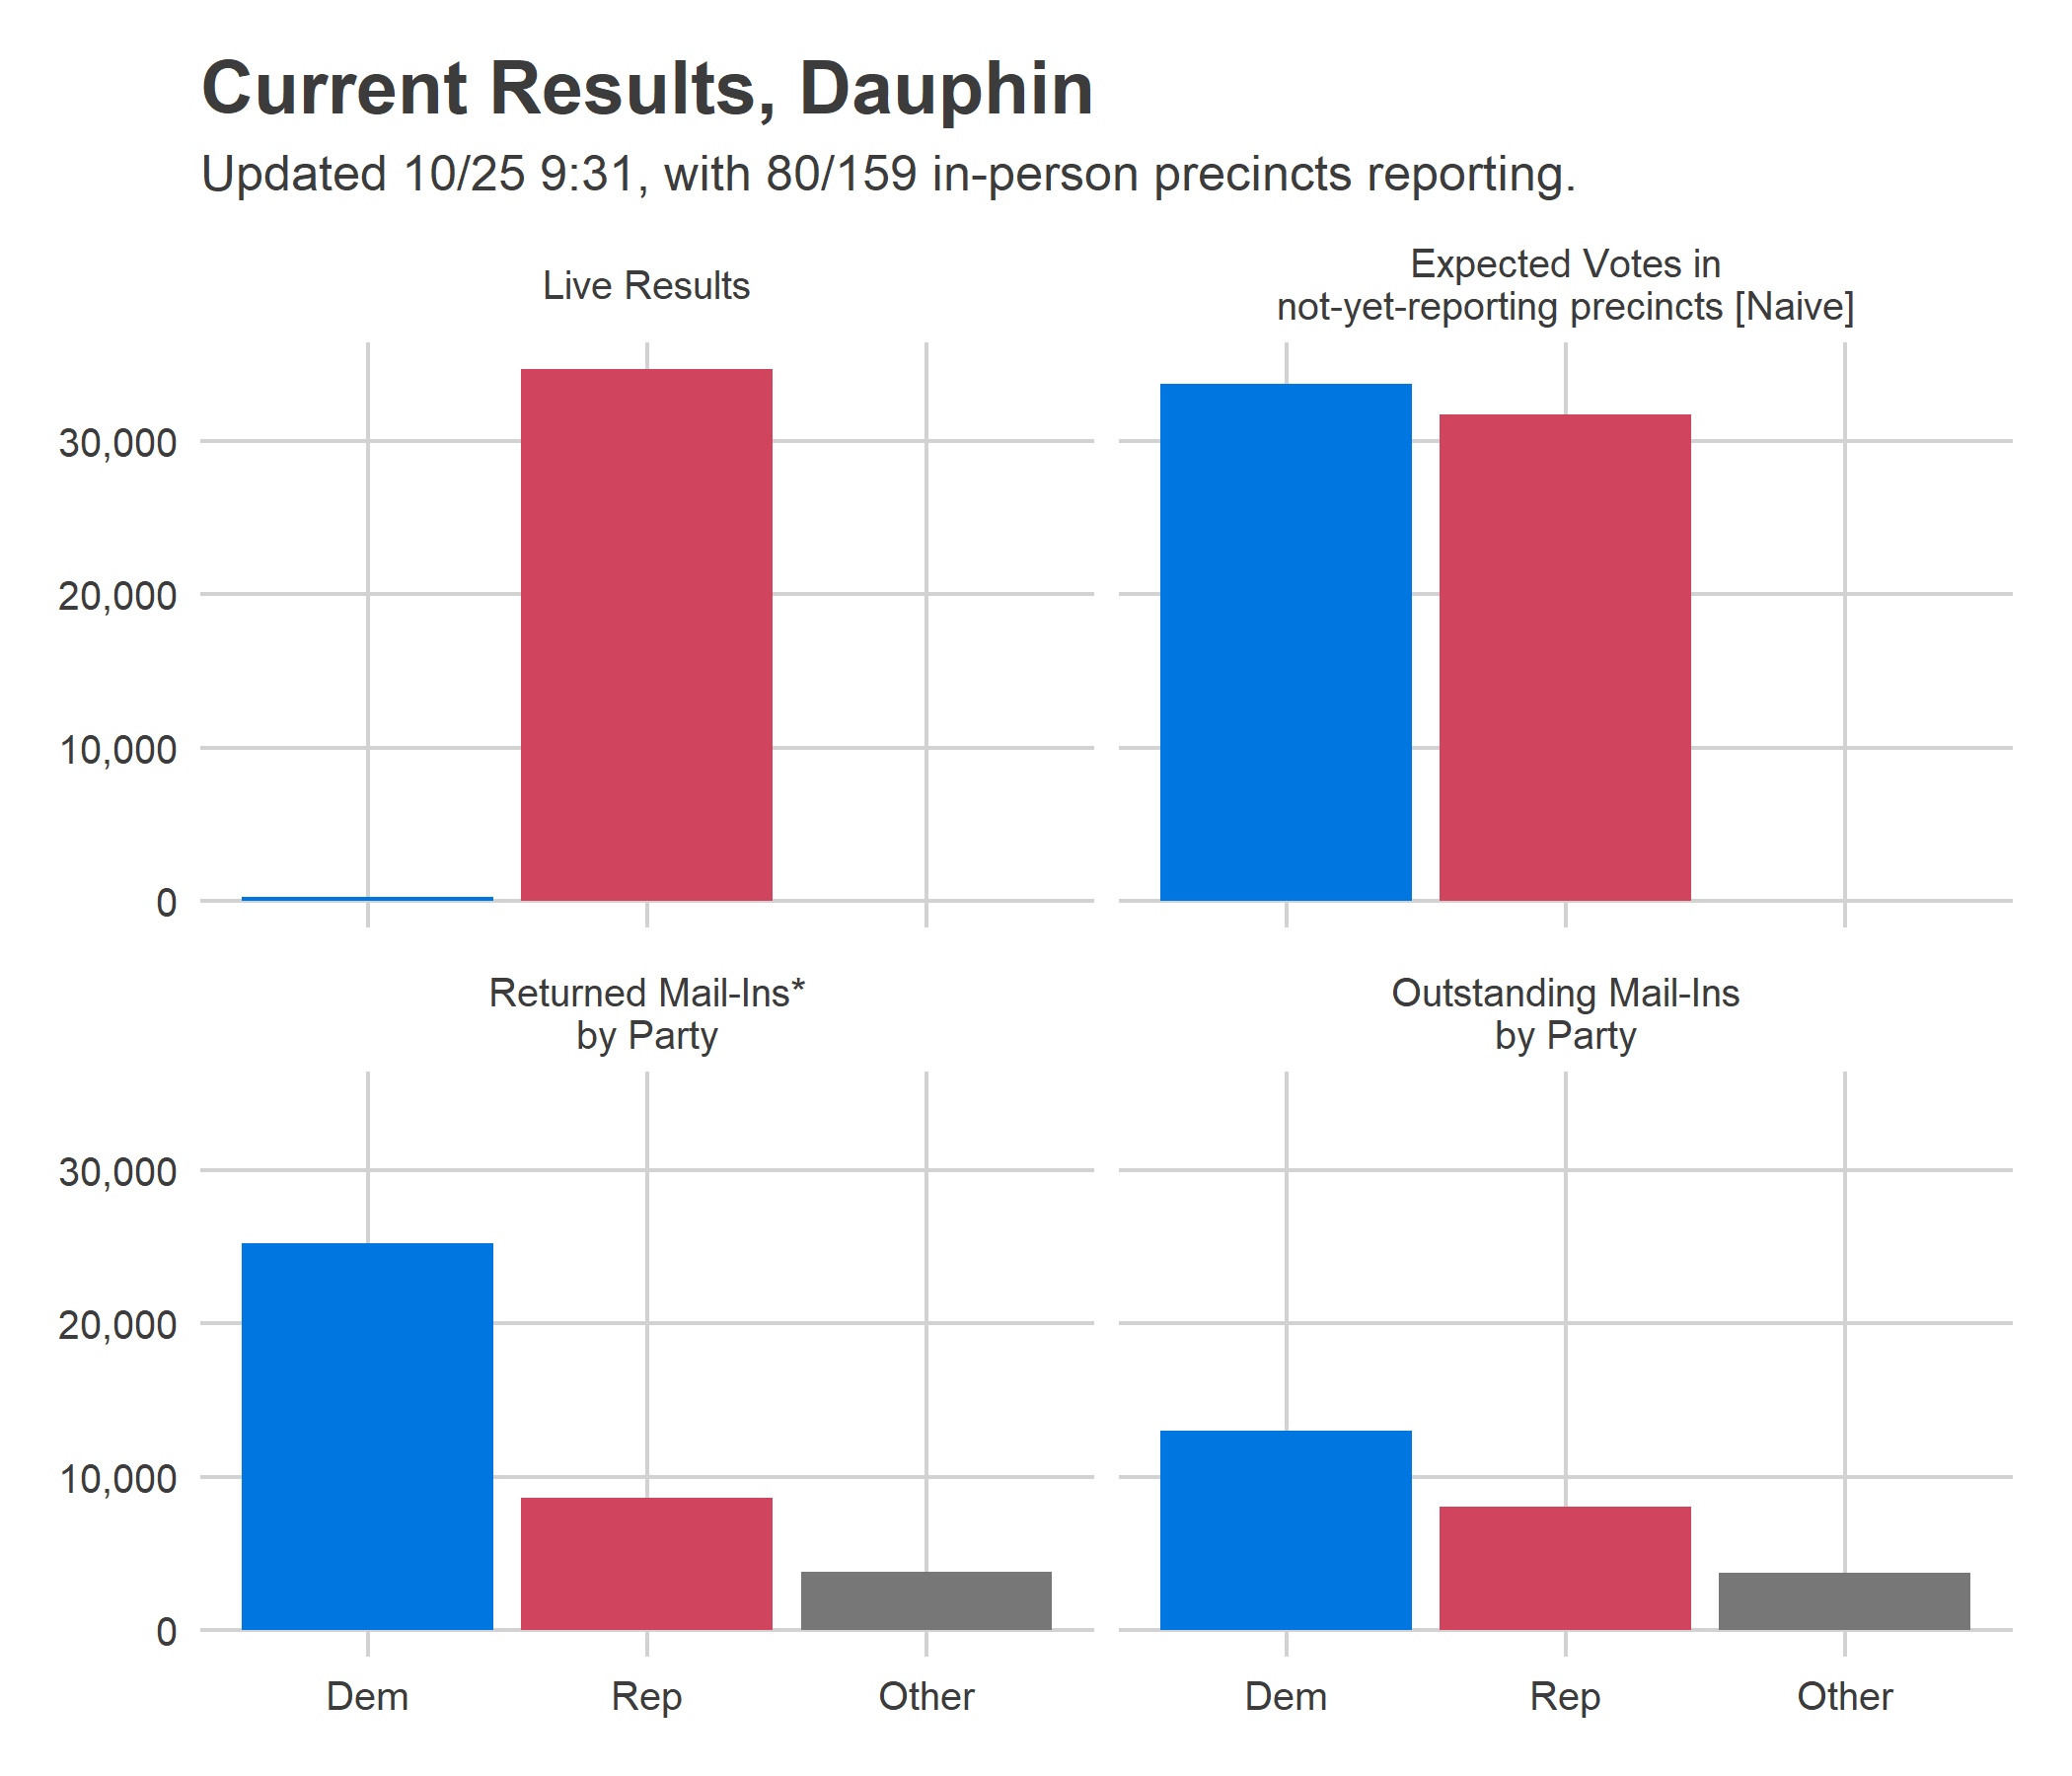 Current Results, Dauphin
Updated 10/25 9:31, with 80/159 in-person precincts reporting.
Live Results
Expected Votes in
not-yet-reporting precincts [Naive]
30,000
20,000
10,000
0
Returned Mail-Ins*
by Party
Outstanding Mail-Ins
by Party
30,000
20,000
10,000
0
Dem Rep Other Dem Rep Other